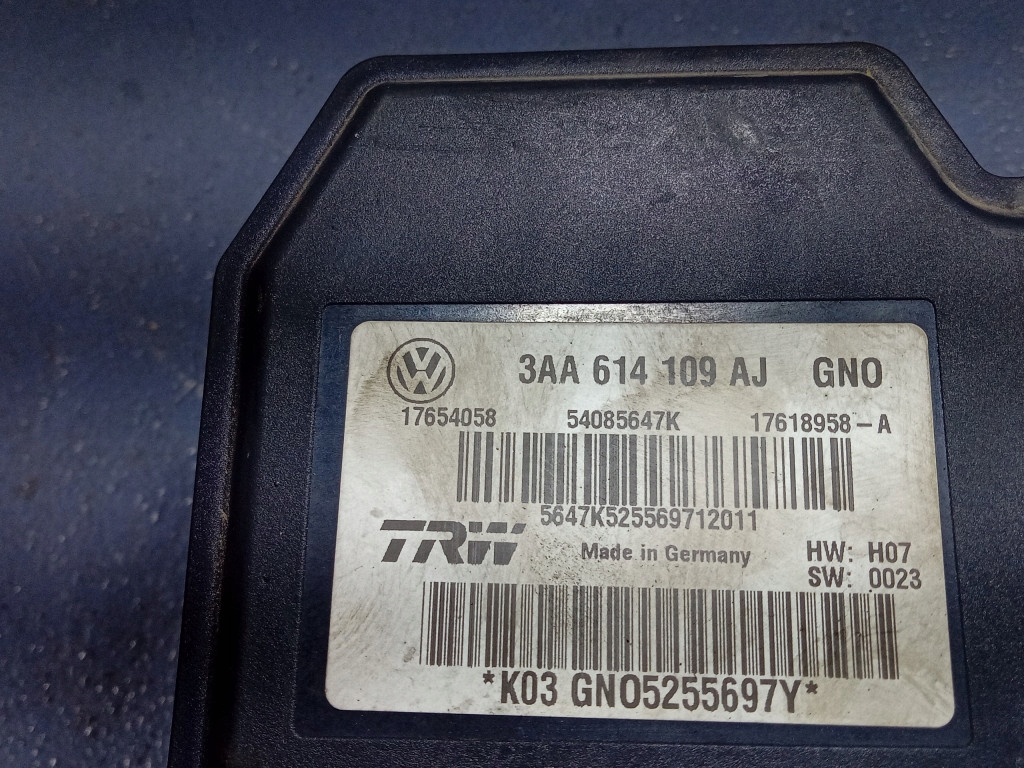 3AA 614 109 AJ GNO
17654058 54085647K 17618958-A
5647K525569712011
TRW Made in Germany HW: H07
SW: 0023
*K03 GNO5255697Y*